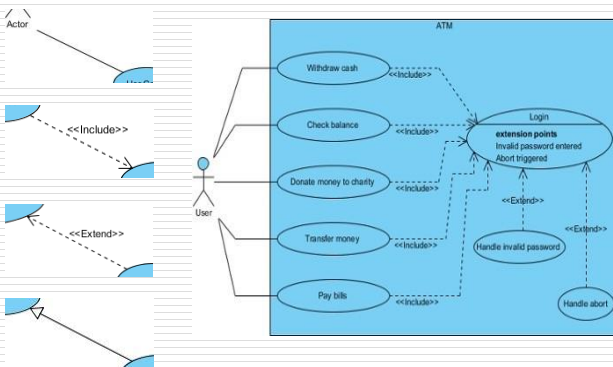 Actor
<<Include>>
<<Extend>>
ATM
Withdraw cash
<<Include>>
Check balance
<<Include>>
Donate money to charity
<<Include>>
Transfer money
<<Include>>
Pay bills
<<Include>>
User
Login
extension points
Invalid password entered
Abort triggered
<<Extend>>
<<Extend>>
Handle invalid password
Handle abort